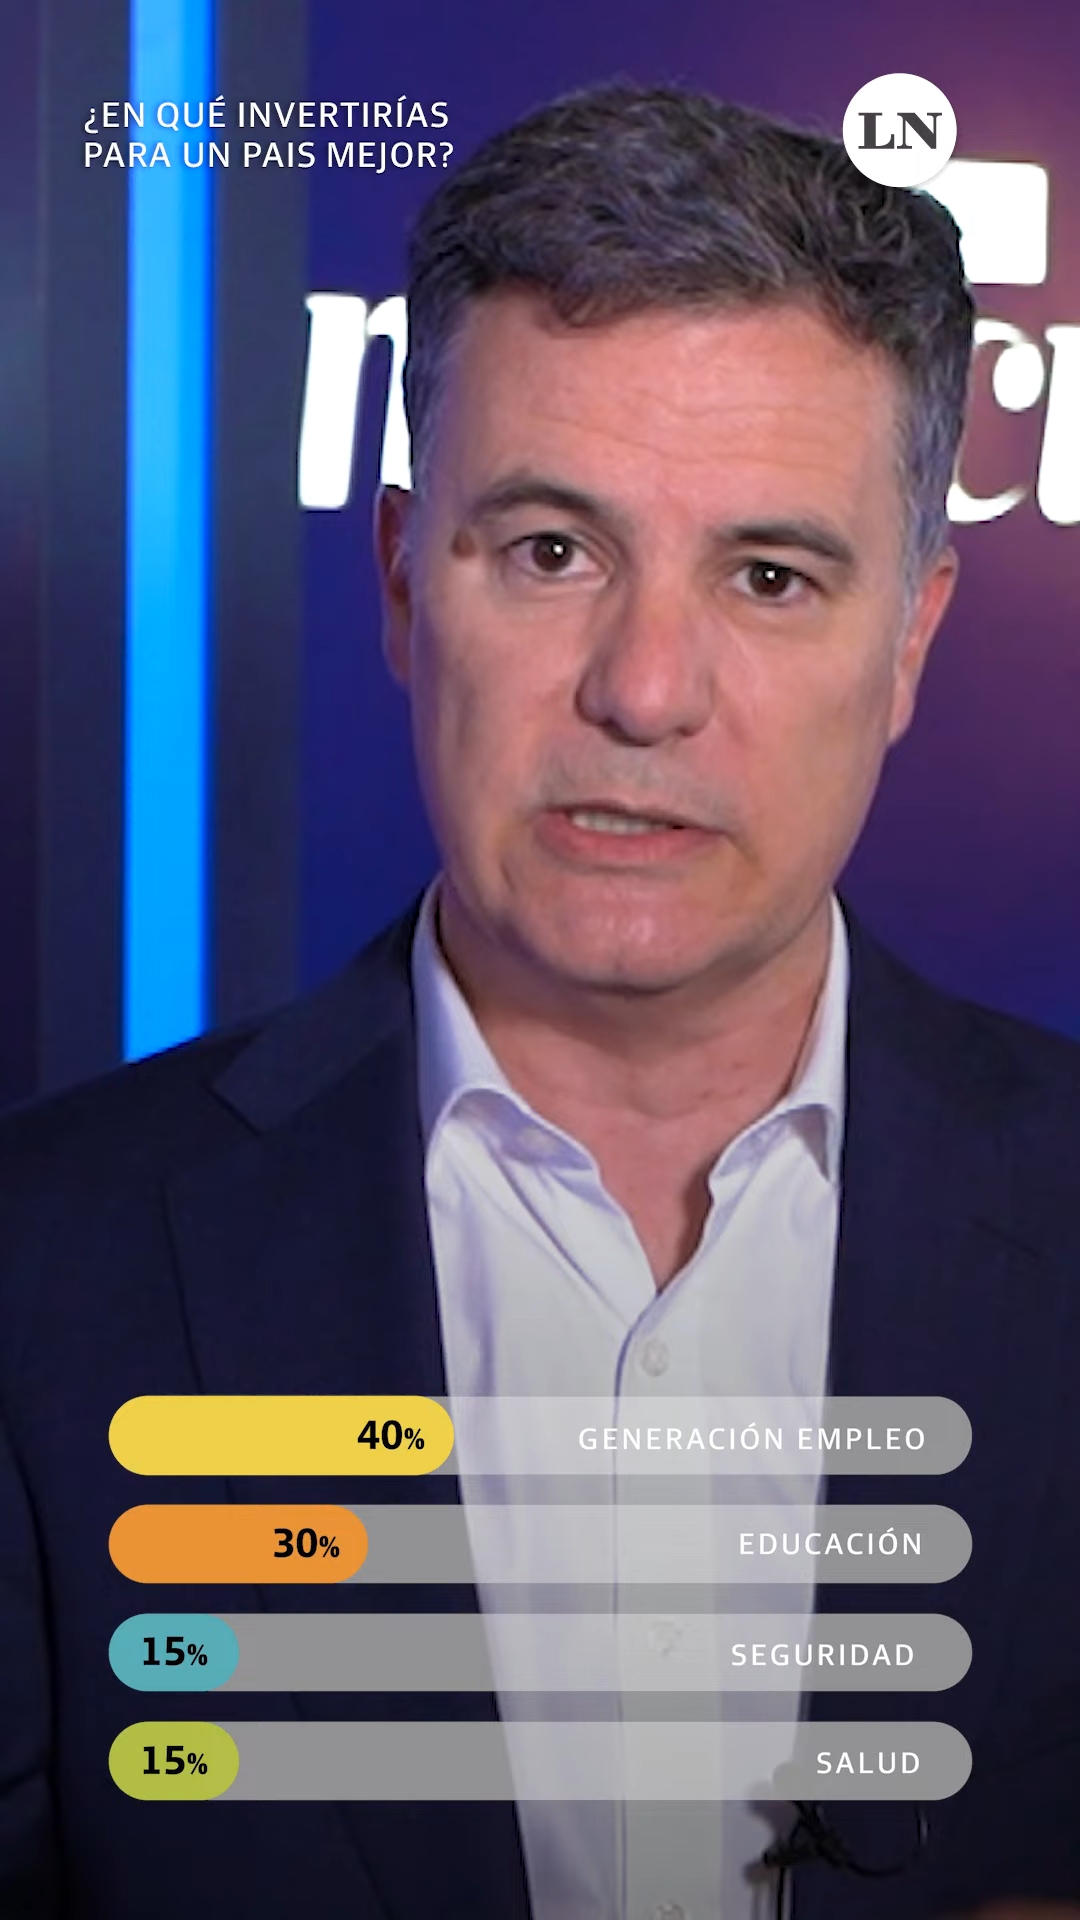 ¿EN QUÉ INVERTIRÍAS
PARA UN PAIS MEJOR?
LN
40% GENERACIÓN EMPLEO
30% EDUCACIÓN
15% SEGURIDAD
15% SALUD